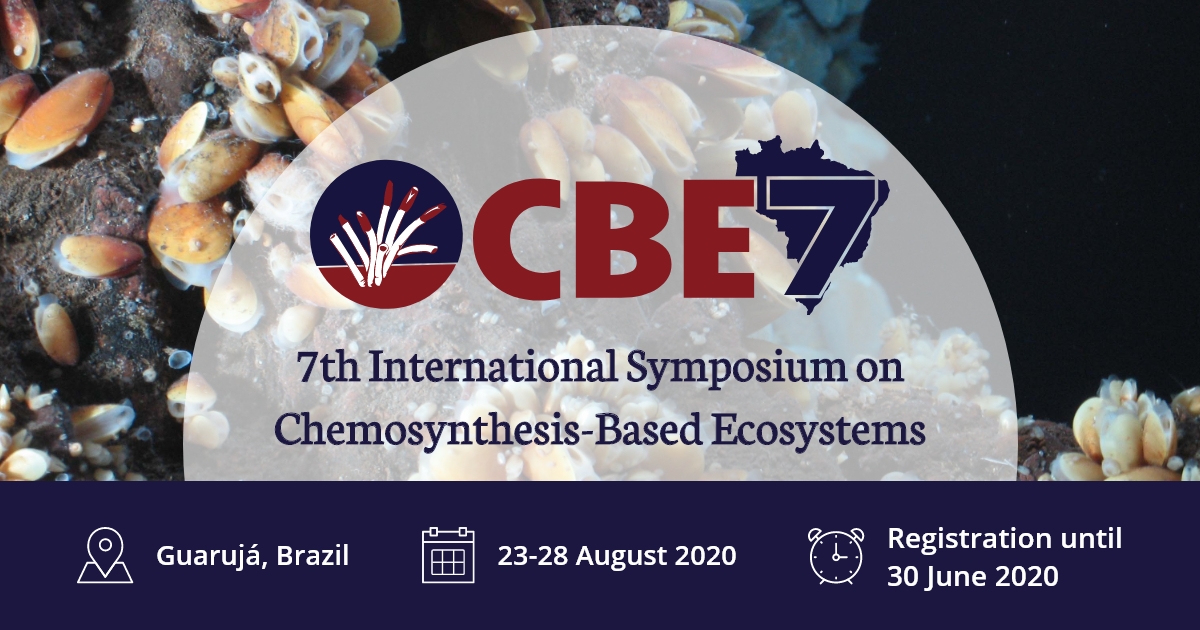 CBE7
7th International Symposium on
Chemosynthesis-Based Ecosystems
Guarujá, Brazil
23-28 August 2020
Registration until
30 June 2020